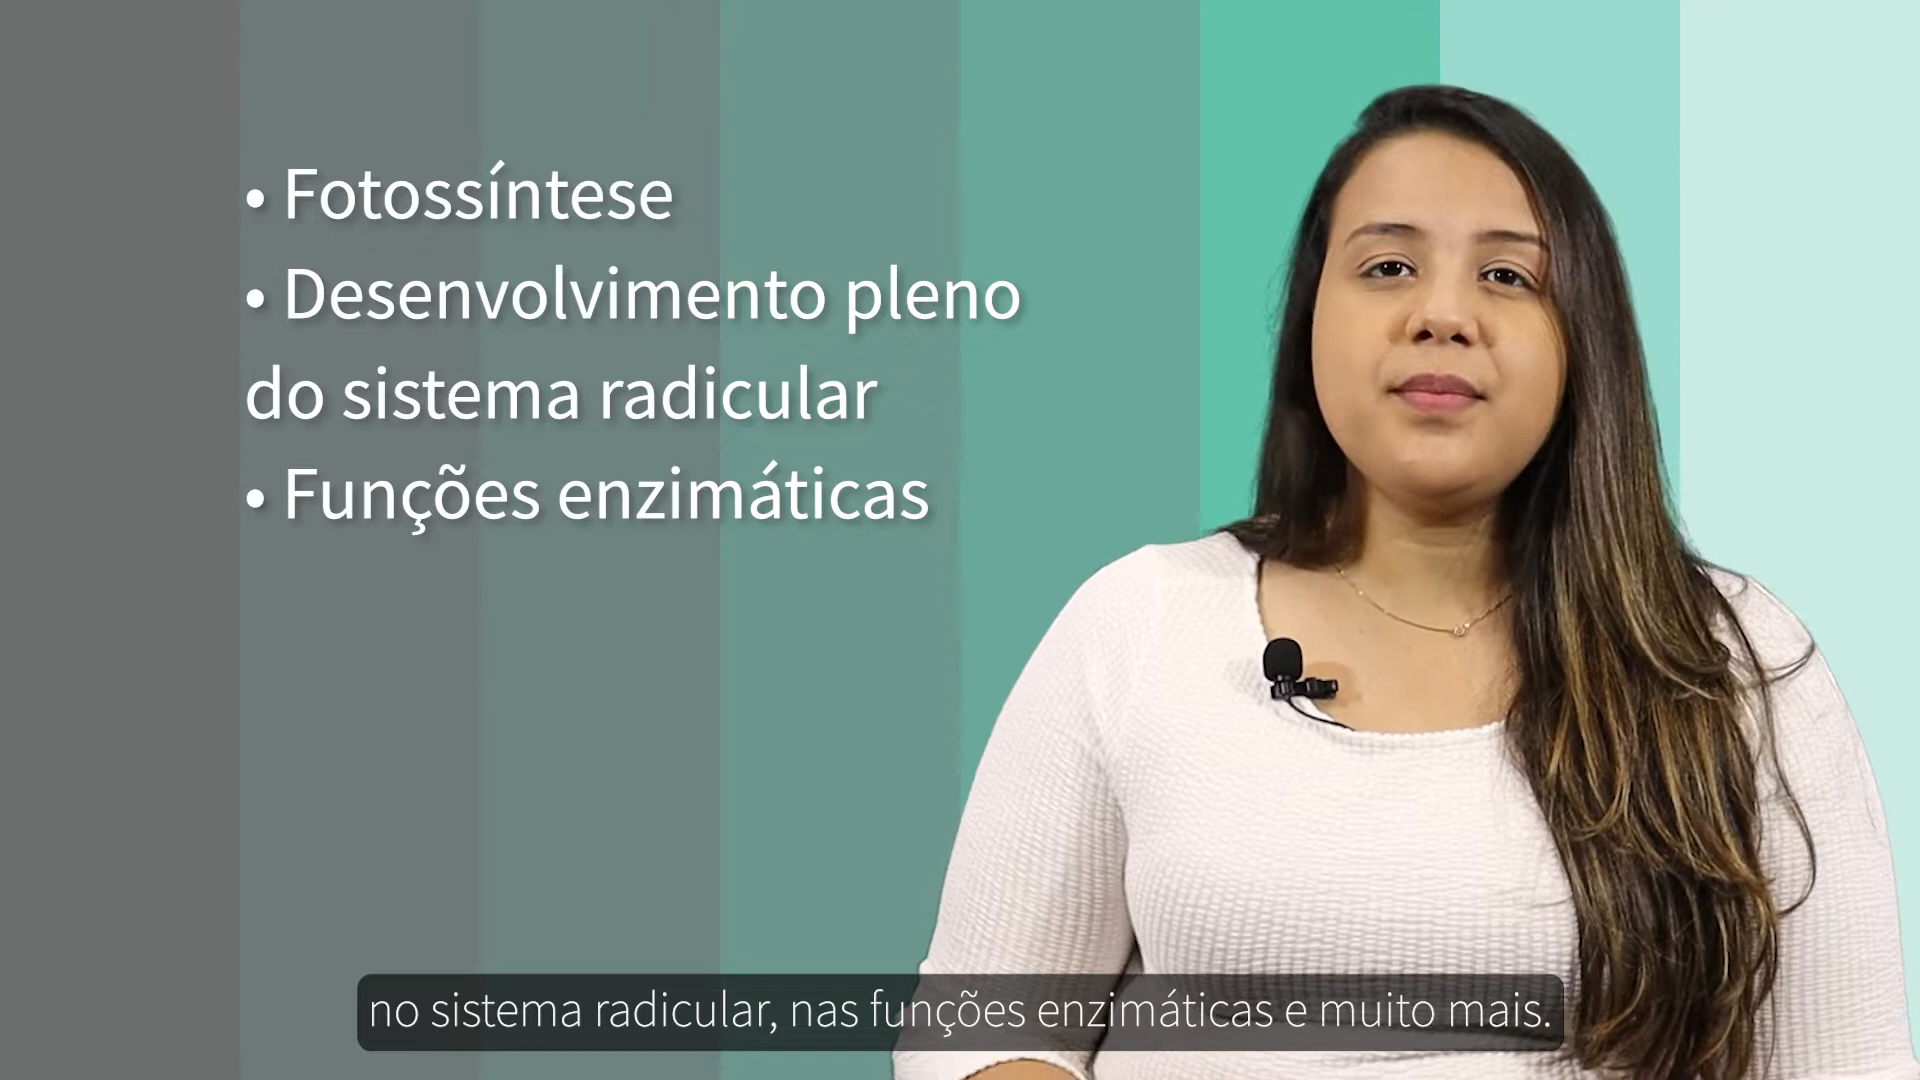 • Fotossíntese
• Desenvolvimento pleno
do sistema radicular
• Funções enzimáticas
no sistema radicular, nas funções enzimáticas e muito mais.